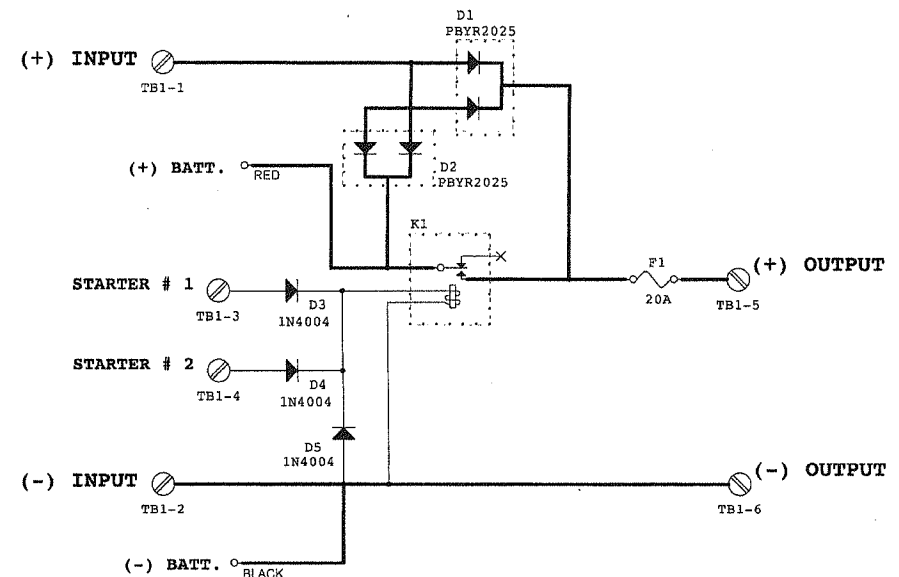 D1
PBYR2025
(+) INPUT
TB1-1
(+) BATT.
RED
D2
PBYR2025
K1
STARTER # 1
TB1-3
D3
1N4004
F1
20A
(+) OUTPUT
TB1-5
STARTER # 2
TB1-4
D4
1N4004
D5
1N4004
(-) INPUT
TB1-2
(-) OUTPUT
TB1-6
(-) BATT.
BLACK